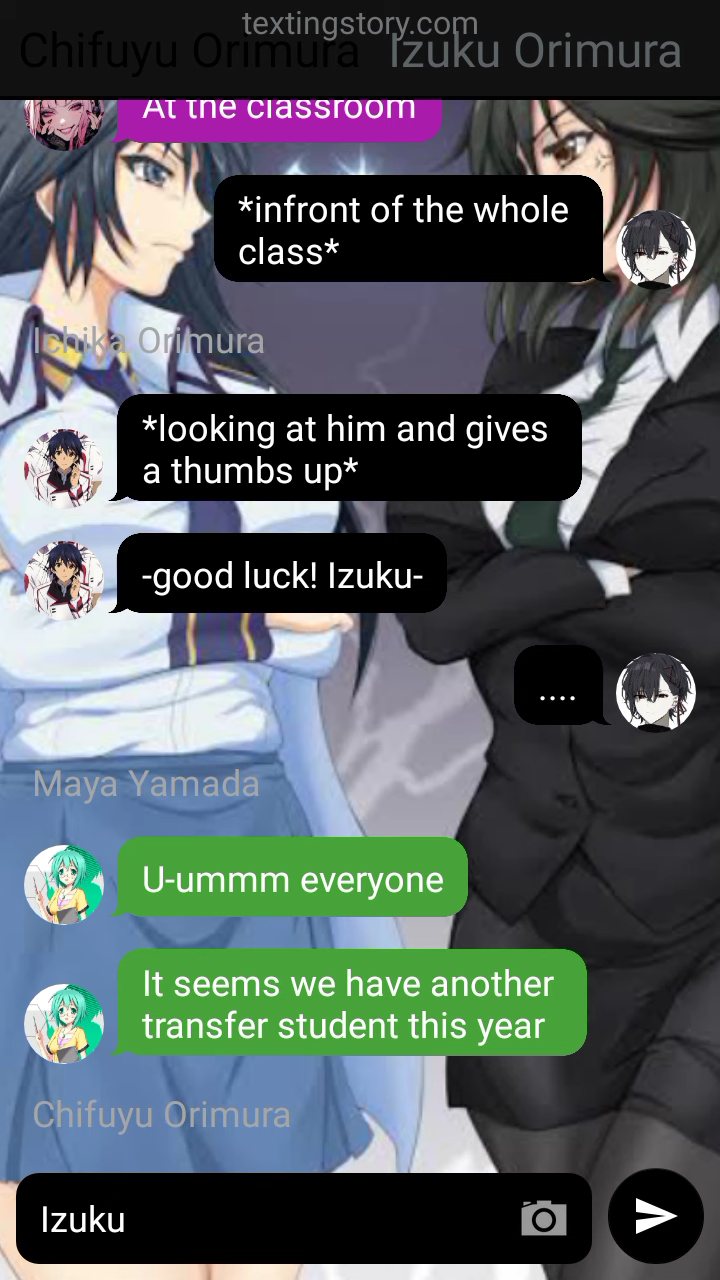 textingstory.com
Chifuyu Orimura Izuku Orimura
At the classroom
*infront of the whole
class*
Ichika Orimura
*looking at him and gives
a thumbs up*
-good luck! Izuku-
....
Maya Yamada
U-ummm everyone
It seems we have another
transfer student this year
Chifuyu Orimura
Izuku